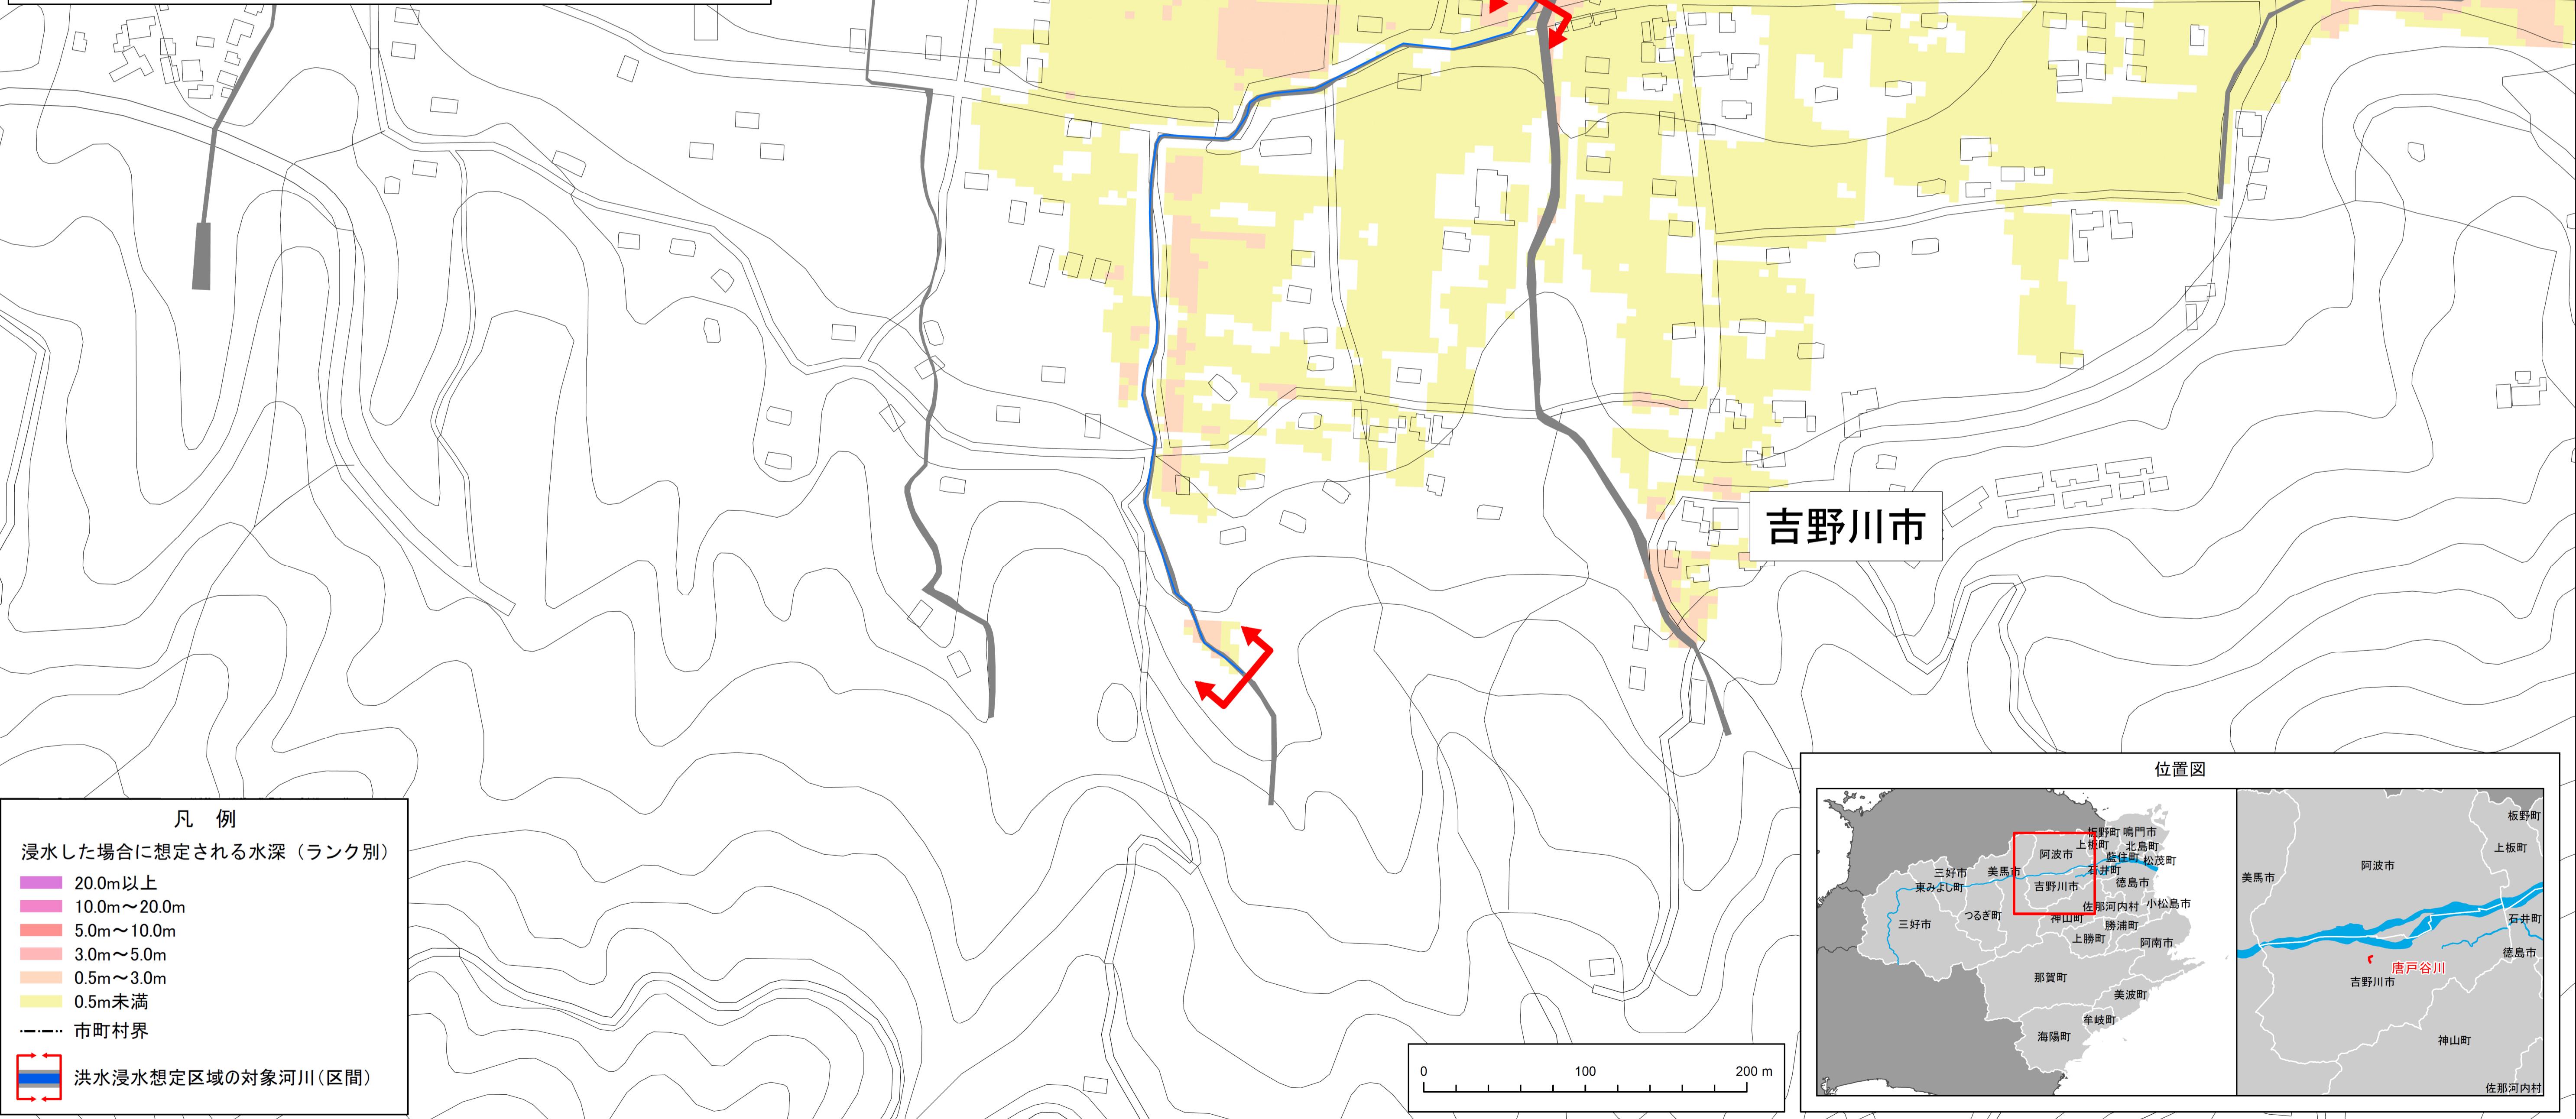 吉野川市
凡　例
浸水した場合に想定される水深（ランク別）
20.0m以上
10.0m～20.0m
5.0m～10.0m
3.0m～5.0m
0.5m～3.0m
0.5m未満
市町村界
洪水浸水想定区域の対象河川（区間）
0 100 200 m
位置図
板野町 鳴門市
上板町 北島町
阿波市 藍住町 松茂町
三好市 美馬市 石井町
東みよし町 吉野川市 徳島市
つるぎ町 神山町 佐那河内村 小松島市
三好市 勝浦町
上勝町 阿南市
那賀町
美波町
牟岐町
海陽町
板野町
上板町
阿波市
美馬市
石井町
徳島市
唐戸谷川
吉野川市
神山町
佐那河内村